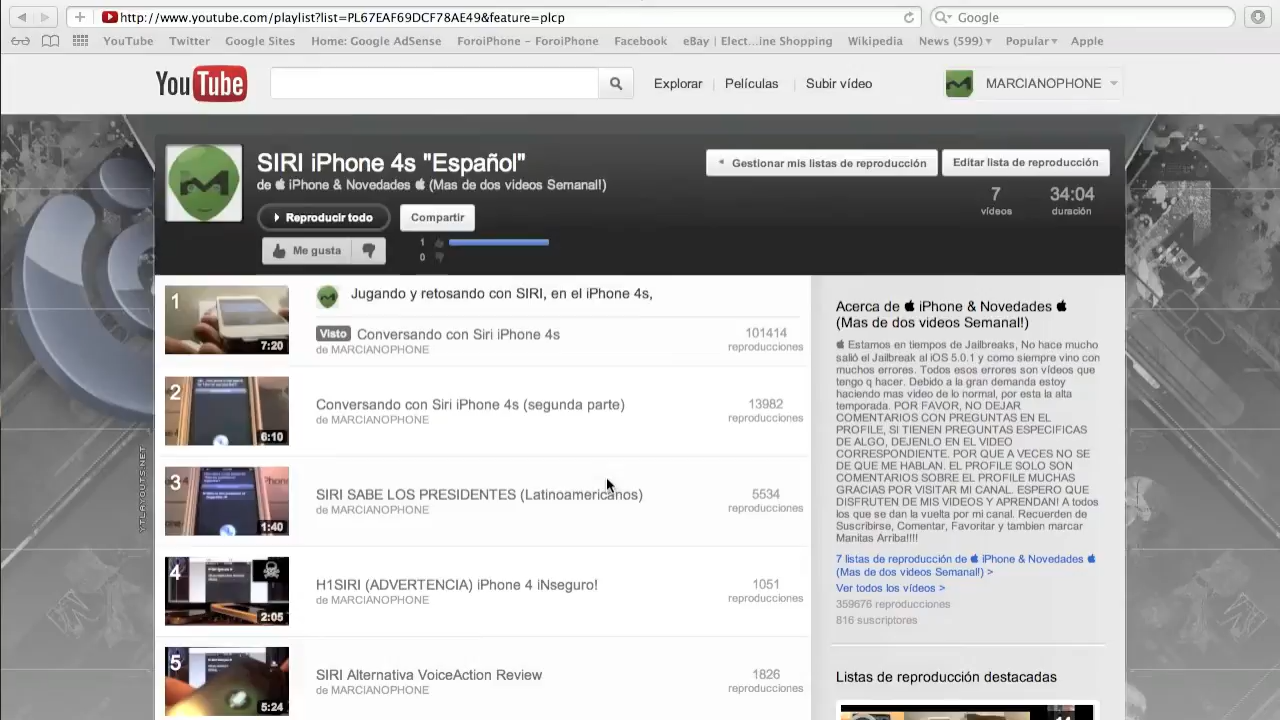 http://www.youtube.com/playlist?list=PL67EAF69DCF78AE49&feature=plcp
Google
YouTube Twitter Google Sites Home: Google AdSense ForoiPhone – ForoiPhone Facebook eBay | Elect...ine Shopping Wikipedia News (599) Popular Apple
YouTube
Explorar Películas Subir vídeo
MARCIANOPHONE
SIRI iPhone 4s "Español"
de iPhone & Novedades (Mas de dos videos Semanal!)
Gestionar mis listas de reproducción
Editar lista de reproducción
7 vídeos
34:04 duración
Reproducir todo
Compartir
Me gusta
1
0
1
7:20
Jugando y retosando con SIRI, en el iPhone 4s,
Visto Conversando con Siri iPhone 4s
de MARCIANOPHONE
101414
reproducciones
2
6:10
Conversando con Siri iPhone 4s (segunda parte)
de MARCIANOPHONE
13982
reproducciones
3
1:40
SIRI SABE LOS PRESIDENTES (Latinoamericanos)
de MARCIANOPHONE
5534
reproducciones
4
2:05
H1SIRI (ADVERTENCIA) iPhone 4 iNseguro!
de MARCIANOPHONE
1051
reproducciones
5
5:24
SIRI Alternativa VoiceAction Review
de MARCIANOPHONE
1826
reproducciones
Acerca de iPhone & Novedades
(Mas de dos videos Semanal!)
Estamos en tiempos de Jailbreaks, No hace mucho
salió el Jailbreak al iOS 5.0.1 y como siempre vino con
muchos errores. Todos esos errores son vídeos que
tengo q hacer. Debido a la gran demanda estoy
haciendo mas video de lo normal, por esta la alta
temporada. POR FAVOR, NO DEJAR
COMENTARIOS CON PREGUNTAS EN EL
PROFILE, SI TIENEN PREGUNTAS ESPECIFICAS
DE ALGO, DEJENLO EN EL VIDEO
CORRESPONDIENTE. POR QUE A VECES NO SE
DE QUE ME HABLAN. EL PROFILE SOLO SON
COMENTARIOS SOBRE EL PROFILE MUCHAS
GRACIAS POR VISITAR MI CANAL. ESPERO QUE
DISFRUTEN DE MIS VIDEOS Y APRENDAN! A todos
los que se dan la vuelta por mi canal. Recuerden de
Suscribirse, Comentar, Favoritar y tambien marcar
Manitas Arriba!!!!
7 listas de reproducción de iPhone & Novedades
(Mas de dos videos Semanal!) >
Ver todos los vídeos >
359676 reproducciones
816 suscriptores
Listas de reproducción destacadas